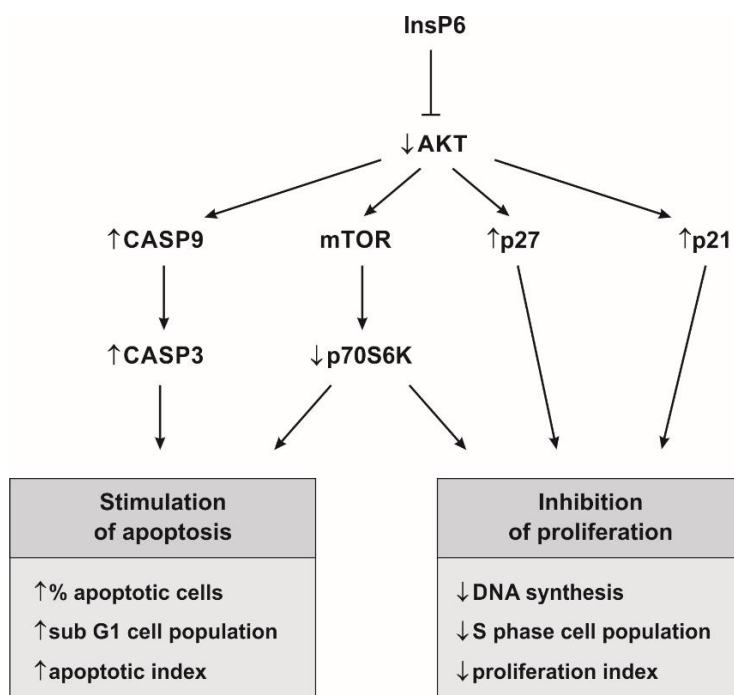 InsP6
↓AKT
↑CASP9
mTOR
↑p27
↑p21
↑CASP3
↓p70S6K
Stimulation
of apoptosis
↑% apoptotic cells
↑sub G1 cell population
↑apoptotic index
Inhibition
of proliferation
↓DNA synthesis
↓S phase cell population
↓proliferation index